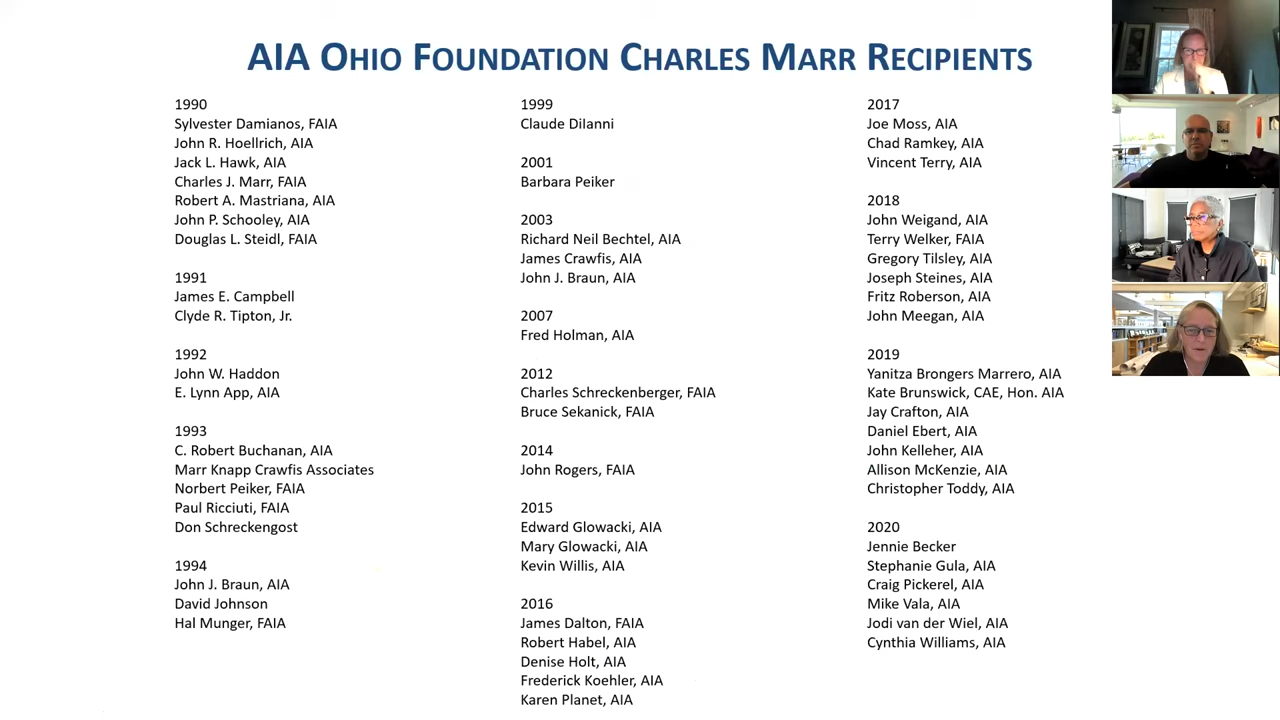 AIA OHIO FOUNDATION CHARLES MARR RECIPIENTS
1990
Sylvester Damianos, FAIA
John R. Hoellrich, AIA
Jack L. Hawk, AIA
Charles J. Marr, FAIA
Robert A. Mastriana, AIA
John P. Schooley, AIA
Douglas L. Steidl, FAIA
1991
James E. Campbell
Clyde R. Tipton, Jr.
1992
John W. Haddon
E. Lynn App, AIA
1993
C. Robert Buchanan, AIA
Marr Knapp Crawfis Associates
Norbert Peiker, FAIA
Paul Ricciuti, FAIA
Don Schreckengost
1994
John J. Braun, AIA
David Johnson
Hal Munger, FAIA
1999
Claude DiIanni
2001
Barbara Peiker
2003
Richard Neil Bechtel, AIA
James Crawfis, AIA
John J. Braun, AIA
2007
Fred Holman, AIA
2012
Charles Schreckenberger, FAIA
Bruce Sekanick, FAIA
2014
John Rogers, FAIA
2015
Edward Glowacki, AIA
Mary Glowacki, AIA
Kevin Willis, AIA
2016
James Dalton, FAIA
Robert Habel, AIA
Denise Holt, AIA
Frederick Koehler, AIA
Karen Planet, AIA
2017
Joe Moss, AIA
Chad Ramkey, AIA
Vincent Terry, AIA
2018
John Weigand, AIA
Terry Welker, FAIA
Gregory Tilsley, AIA
Joseph Steines, AIA
Fritz Roberson, AIA
John Meegan, AIA
2019
Yanitza Brongers Marrero, AIA
Kate Brunswick, CAE, Hon. AIA
Jay Crafton, AIA
Daniel Ebert, AIA
John Kelleher, AIA
Allison McKenzie, AIA
Christopher Toddy, AIA
2020
Jennie Becker
Stephanie Gula, AIA
Craig Pickerel, AIA
Mike Vala, AIA
Jodi van der Wiel, AIA
Cynthia Williams, AIA